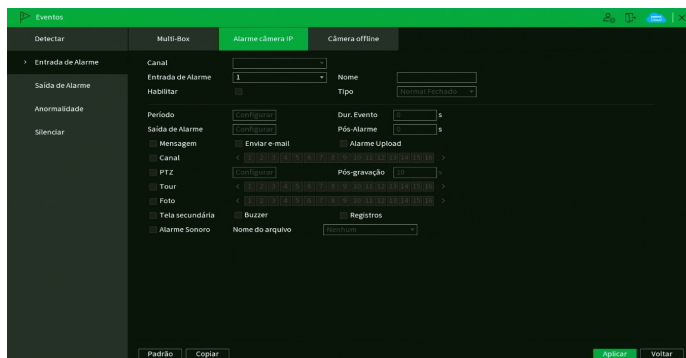 Eventos
Detectar
Multi-Box
Alarme câmera IP
Câmera offline
Entrada de Alarme
Saída de Alarme
Anormalidade
Silenciar
Canal
Entrada de Alarme 1 Nome
Habilitar Tipo Normal Fechado
Período Configurar Dur. Evento 0 s
Saída de Alarme Configurar Pós-Alarme 0 s
Mensagem Enviar e-mail Alarme Upload
Canal < 1 2 3 4 5 6 7 8 9 10 11 12 13 14 15 16 >
PTZ Configurar Pós-gravação 10 s
Tour < 1 2 3 4 5 6 7 8 9 10 11 12 13 14 15 16 >
Foto < 1 2 3 4 5 6 7 8 9 10 11 12 13 14 15 16 >
Tela secundária Buzzer Registros
Alarme Sonoro Nome do arquivo Nenhum
Padrão Copiar Aplicar Voltar